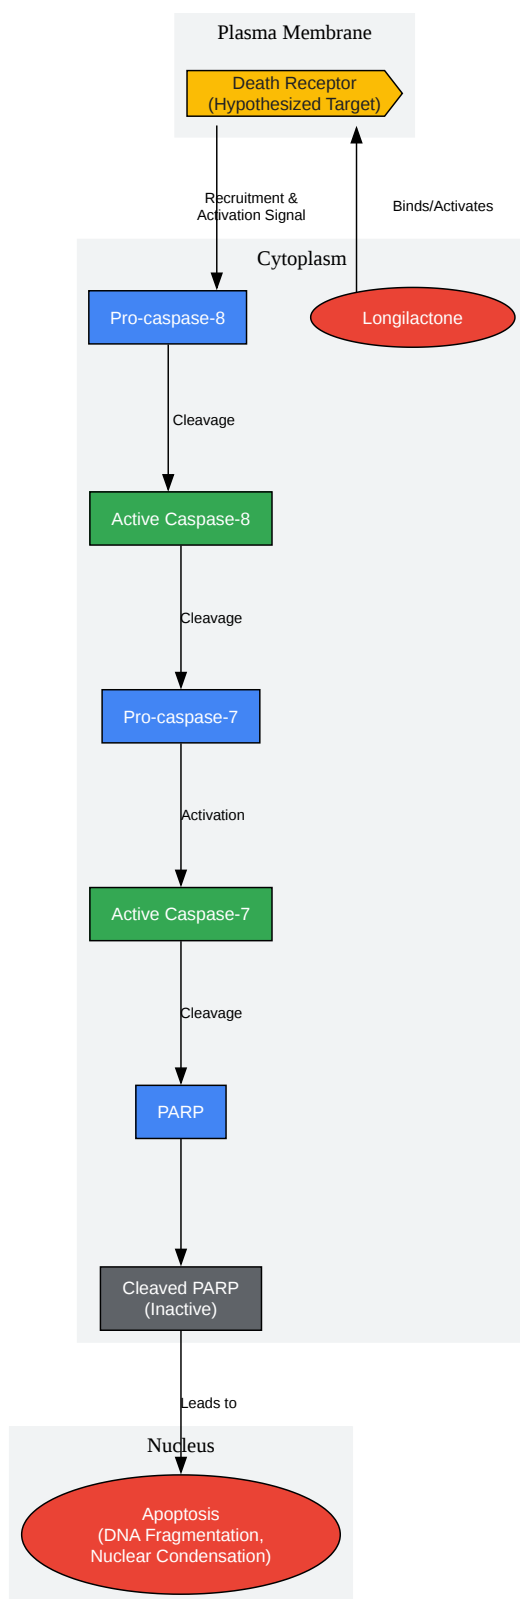 Plasma Membrane
Death Receptor
(Hypothesized Target)
Recruitment &
Activation Signal
Binds/Activates
Cytoplasm
Pro-caspase-8
Longilactone
Cleavage
Active Caspase-8
Cleavage
Pro-caspase-7
Activation
Active Caspase-7
Cleavage
PARP
Cleaved PARP
(Inactive)
Leads to
Nucleus
Apoptosis
(DNA Fragmentation,
Nuclear Condensation)